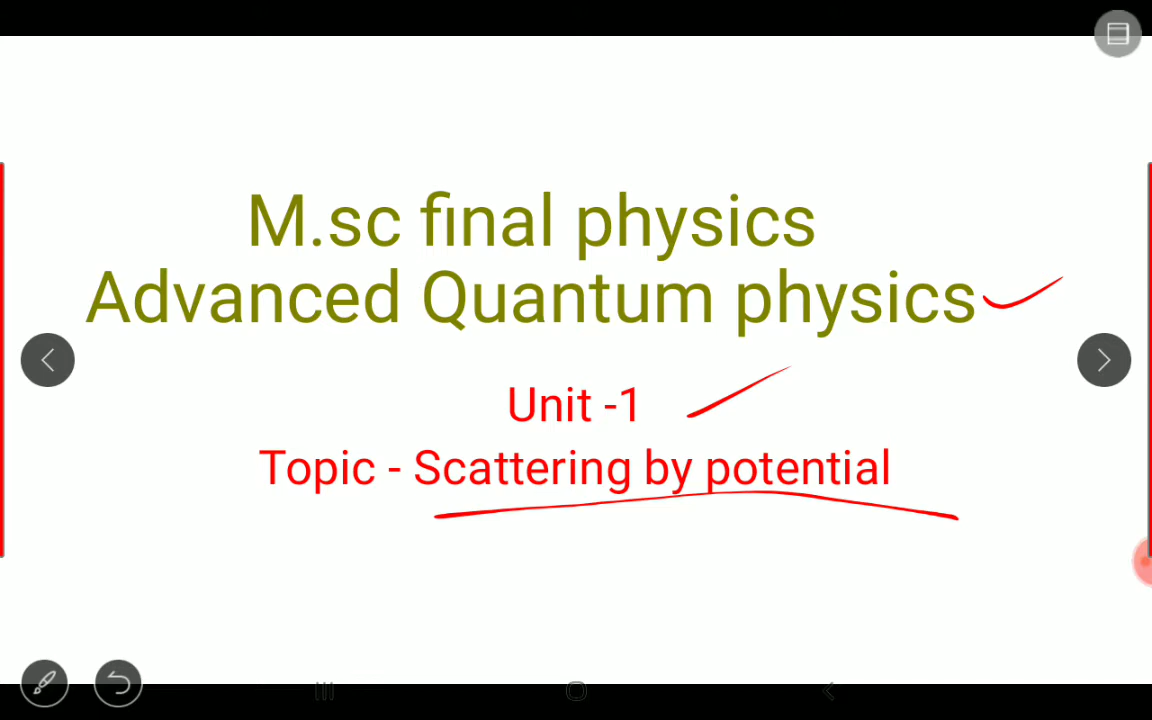 M.sc final physics
Advanced Quantum physics
Unit -1
Topic - Scattering by potential